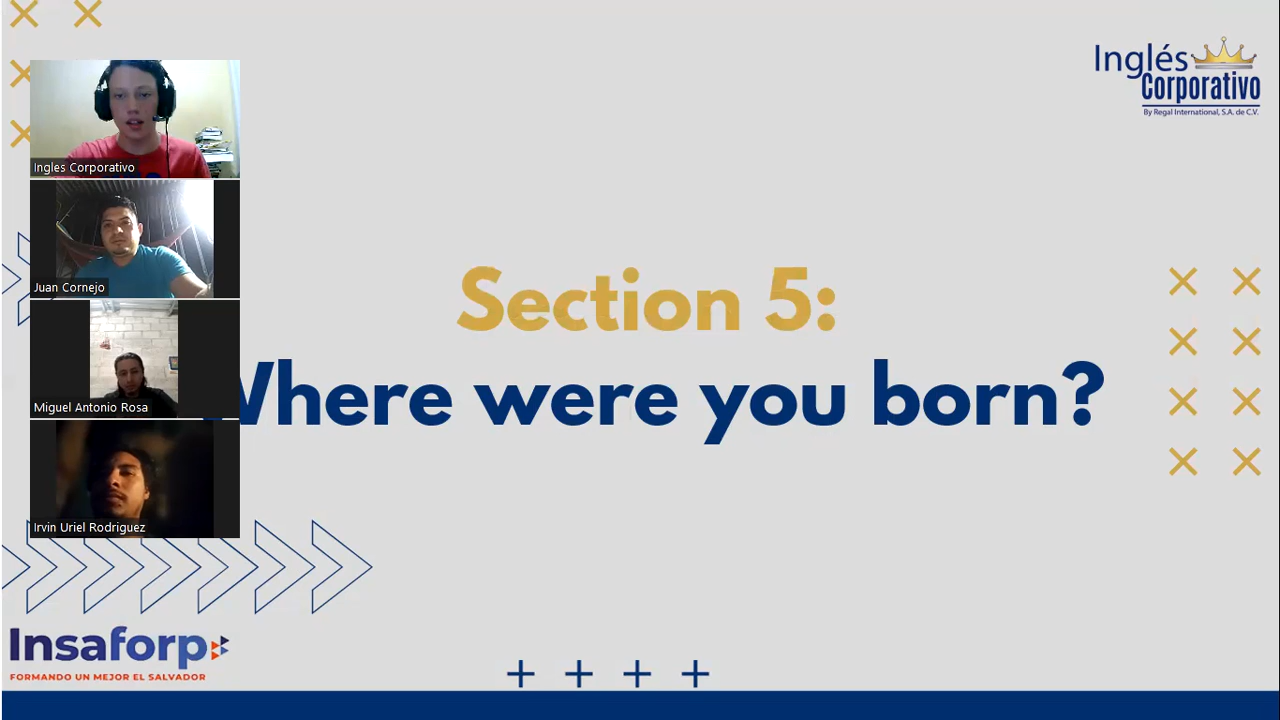 Inglés
Corporativo
By Regal International, S.A. de C.V.
Ingles Corporativo
Juan Cornejo
Miguel Antonio Rosa
Irvin Uriel Rodriguez
Section 5:
Where were you born?
Insaforp
FORMANDO UN MEJOR EL SALVADOR